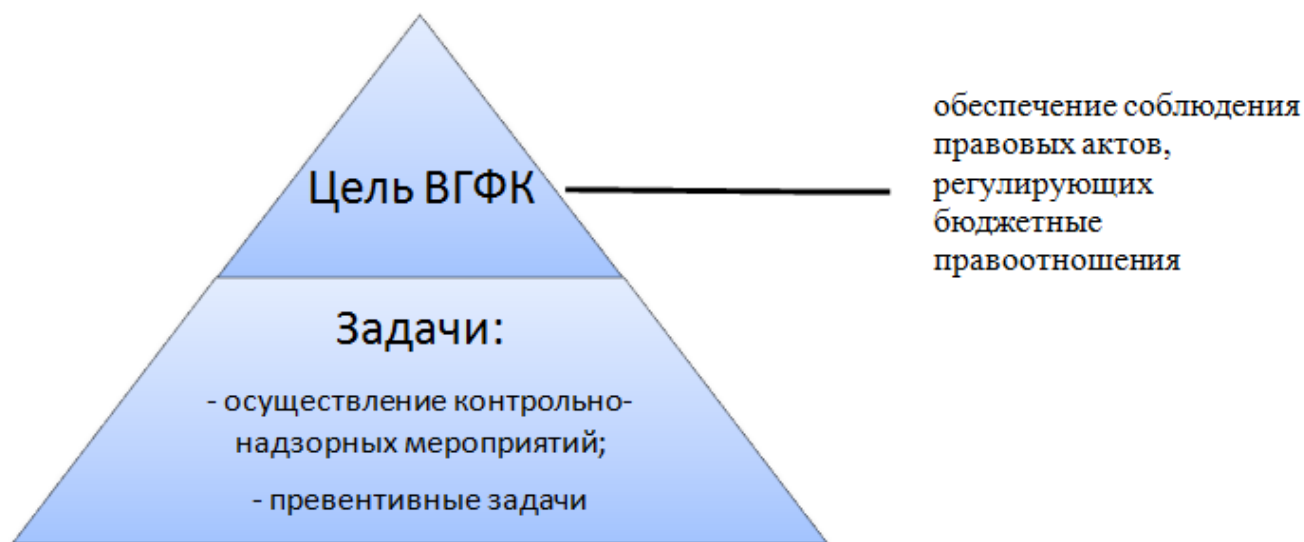 Цель ВГФК
обеспечение соблюдения
правовых актов,
регулирующих
бюджетные
правоотношения
Задачи:
- осуществление контрольно-
надзорных мероприятий;
- превентивные задачи